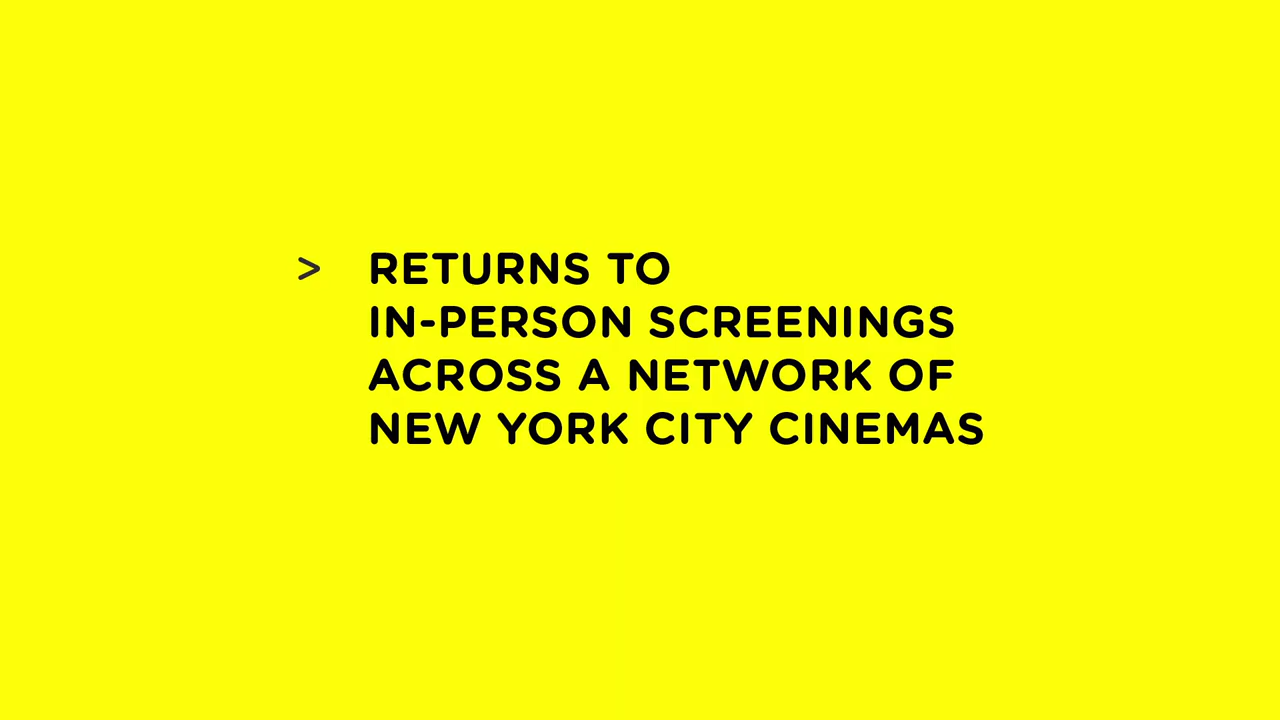 > RETURNS TO
IN-PERSON SCREENINGS
ACROSS A NETWORK OF
NEW YORK CITY CINEMAS